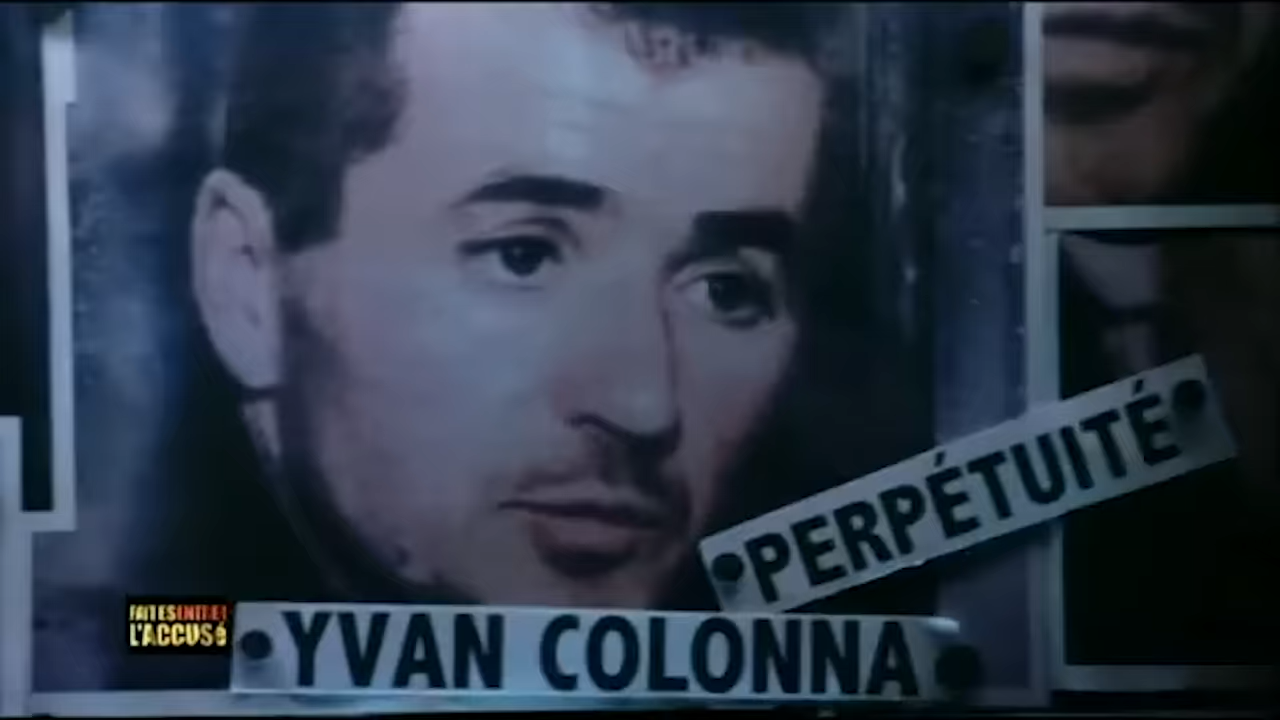 PERPÉTUITÉ
FAITES ENTRER
L'ACCUSÉ
YVAN COLONNA